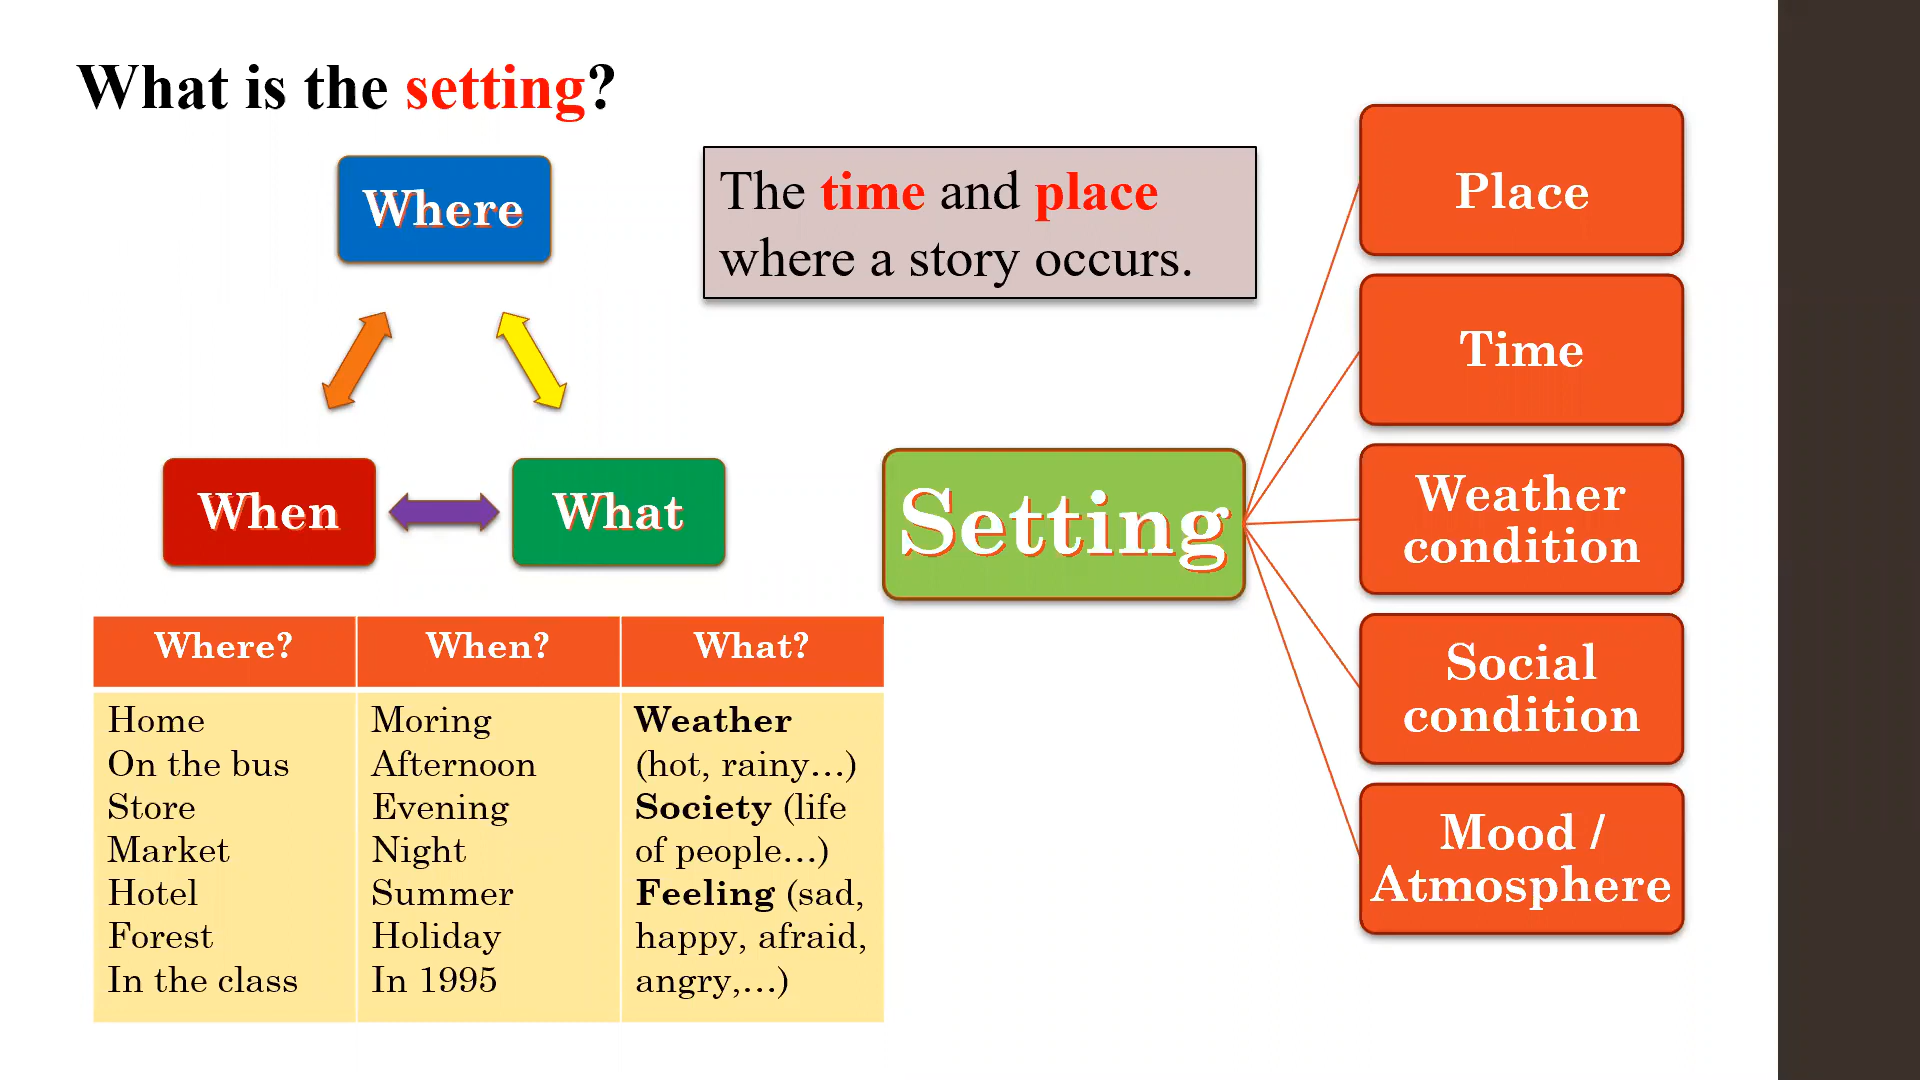 What is the setting?
Where
When
What
The time and place
where a story occurs.
Setting
Place
Time
Weather
condition
Social
condition
Mood /
Atmosphere
Where?
When?
What?
Home
On the bus
Store
Market
Hotel
Forest
In the class
Moring
Afternoon
Evening
Night
Summer
Holiday
In 1995
Weather
(hot, rainy…)
Society (life
of people…)
Feeling (sad,
happy, afraid,
angry,…)